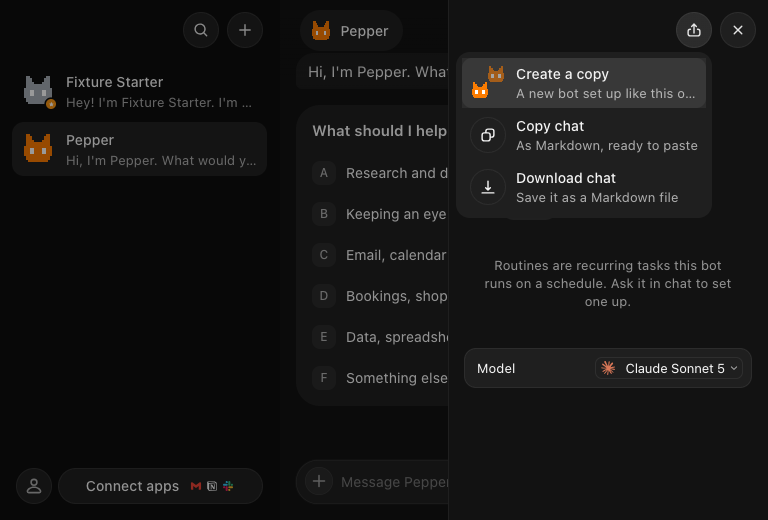 Fixture Starter
Hey! I'm Fixture Starter. I'm ...
Pepper
Hi, I'm Pepper. What would y...
Connect apps
Pepper
Hi, I'm Pepper. What
What should I help
A Research and d
B Keeping an eye
C Email, calendar
D Bookings, shop
E Data, spreadsh
F Something else
Message Pepper
Create a copy
A new bot set up like this o...
Copy chat
As Markdown, ready to paste
Download chat
Save it as a Markdown file
Routines are recurring tasks this bot
runs on a schedule. Ask it in chat to set
one up.
Model Claude Sonnet 5